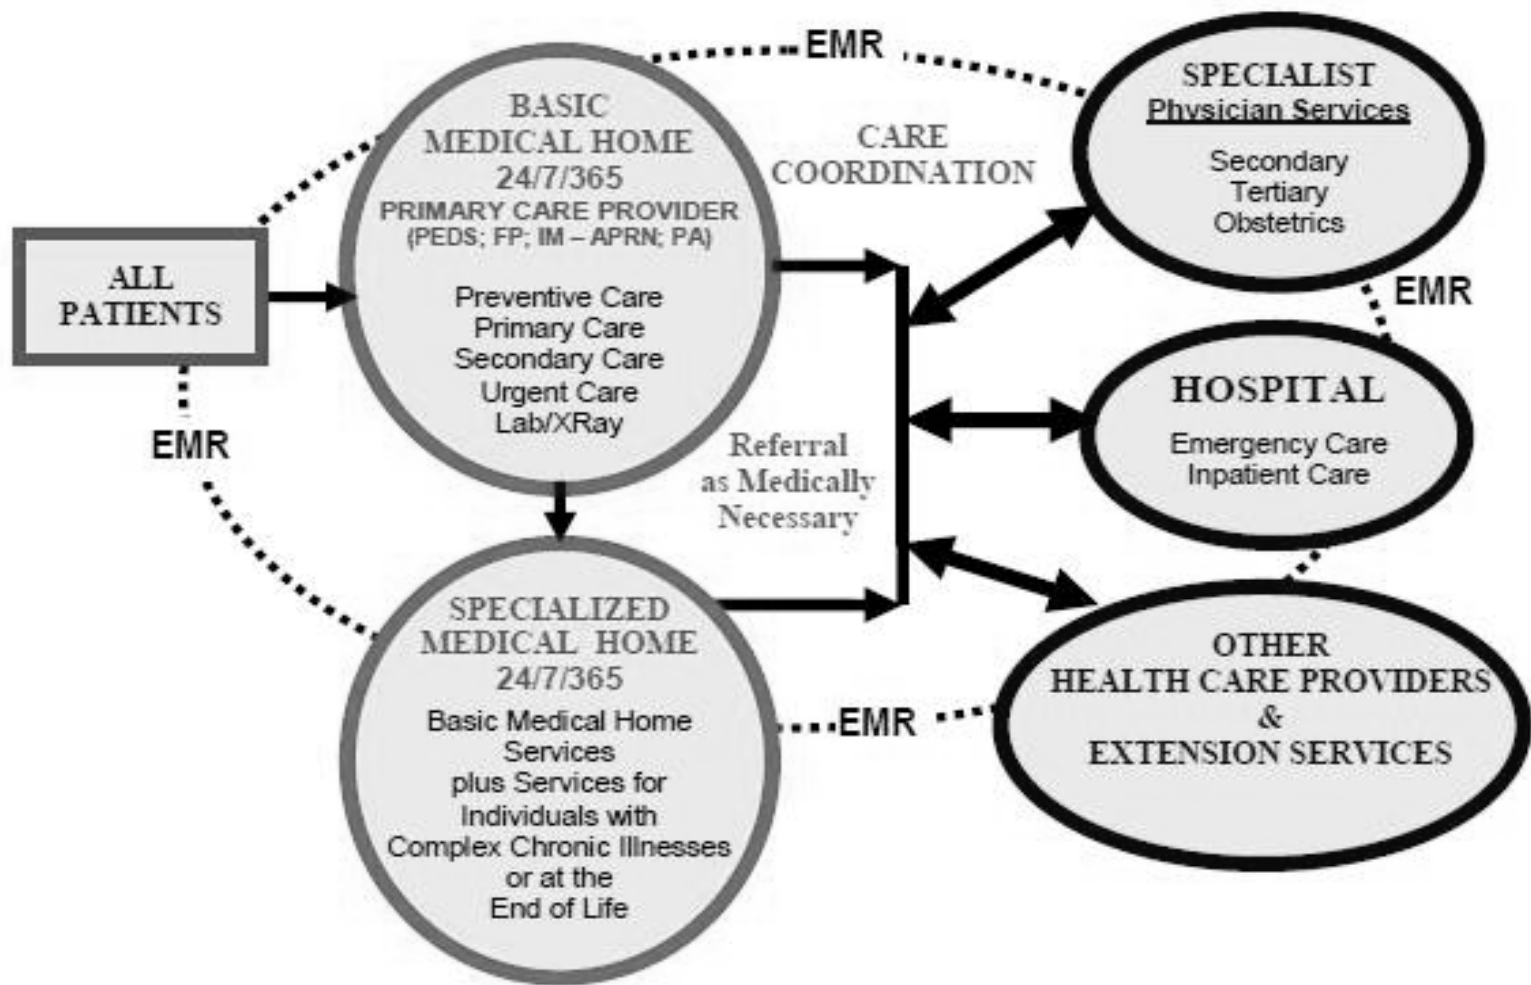 EMR
SPECIALIST
Physician Services
Secondary
Tertiary
Obstetrics
BASIC
MEDICAL HOME
24/7/365
PRIMARY CARE PROVIDER
(PEDS; FP; IM – APRN; PA)
Preventive Care
Primary Care
Secondary Care
Urgent Care
Lab/XRay
CARE
COORDINATION
ALL
PATIENTS
EMR
HOSPITAL
Emergency Care
Inpatient Care
EMR
Referral
as Medically
Necessary
SPECIALIZED
MEDICAL HOME
24/7/365
Basic Medical Home
Services
plus Services for
Individuals with
Complex Chronic Illnesses
or at the
End of Life
EMR
OTHER
HEALTH CARE PROVIDERS
&
EXTENSION SERVICES